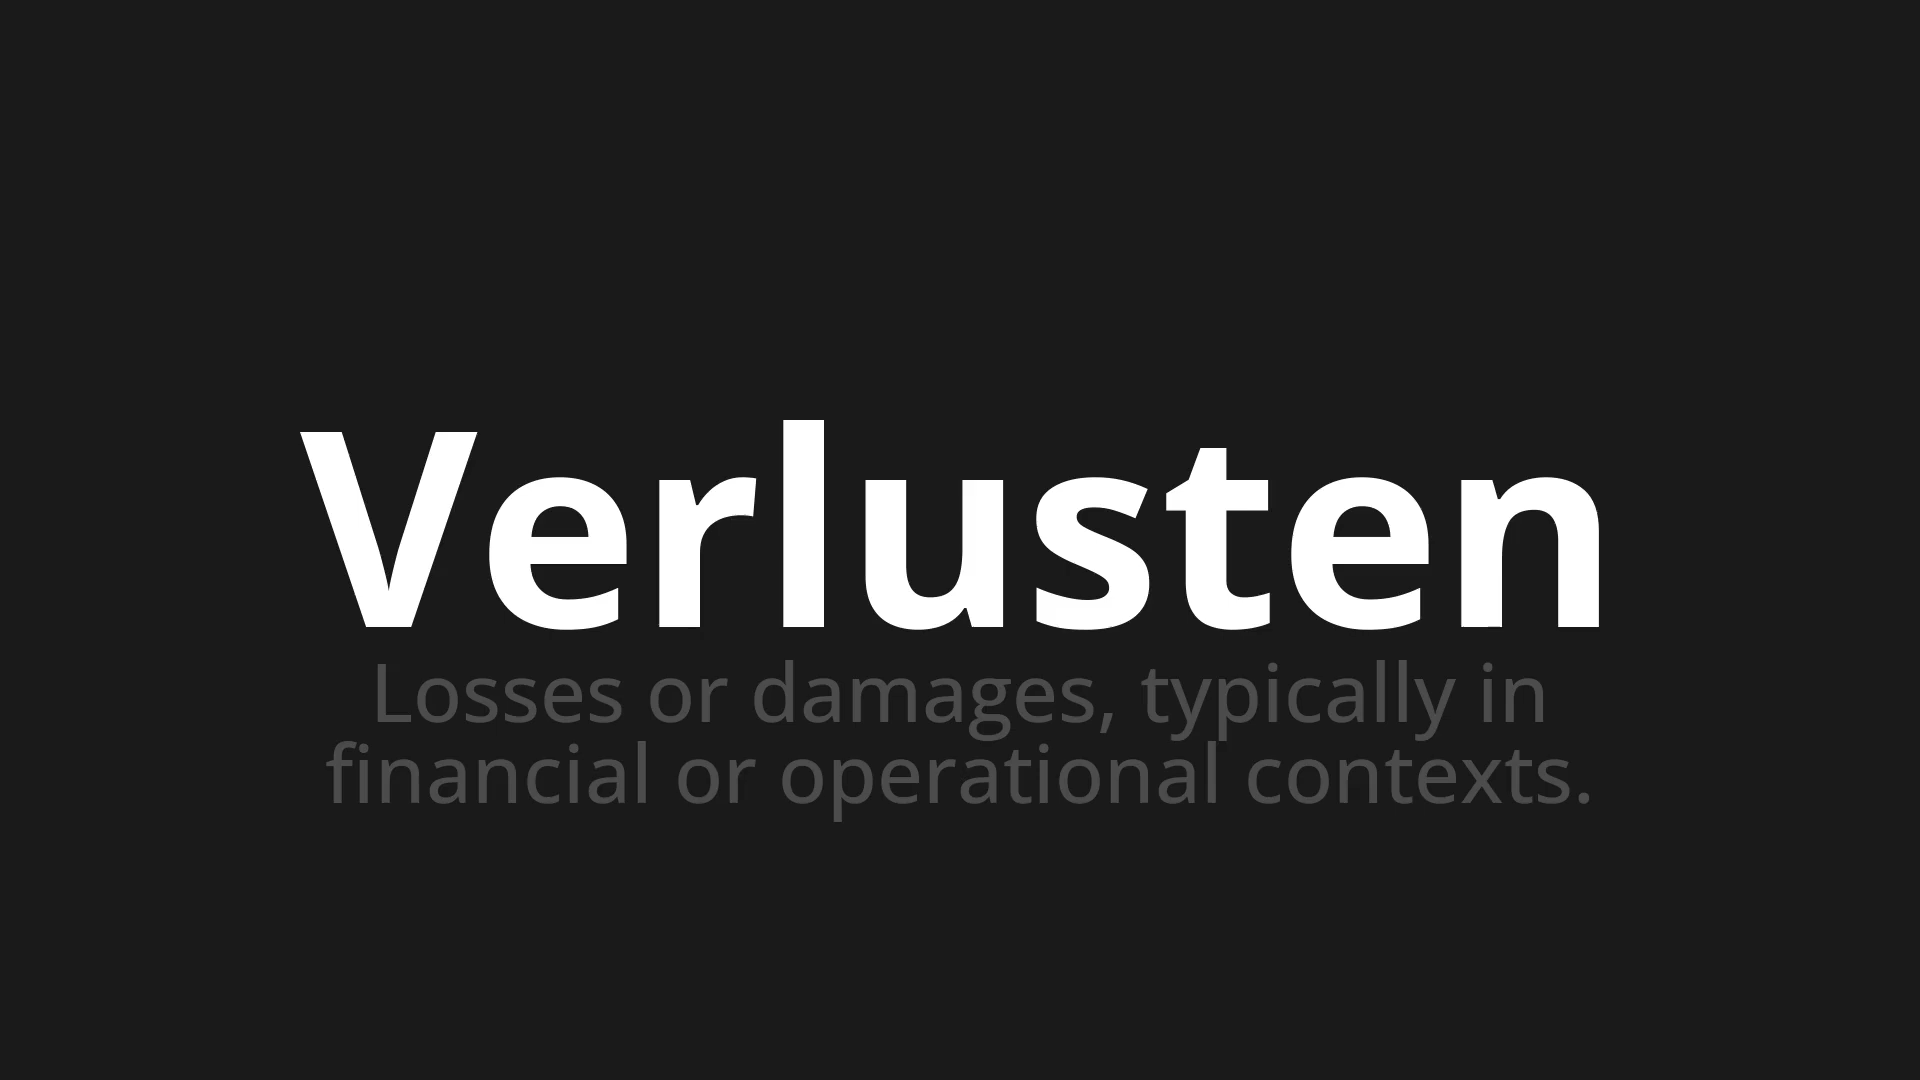 Verlusten
Losses or damages, typically in
financial or operational contexts.